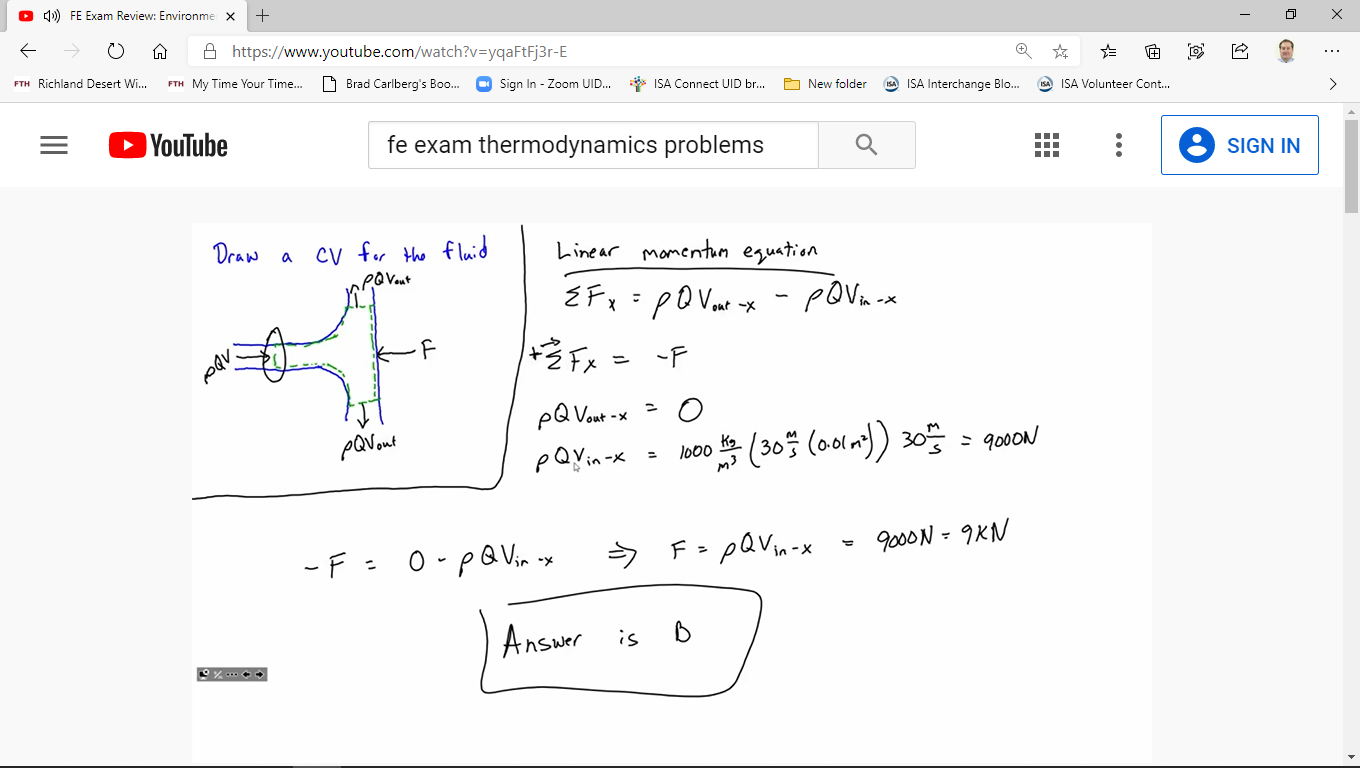 FE Exam Review: Environme
https://www.youtube.com/watch?v=yqaFtFj3r-E
FTH Richland Desert Wi... FTH My Time Your Time... Brad Carlberg's Boo... Sign In - Zoom UID... ISA Connect UID br... New folder ISA Interchange Blo... ISA Volunteer Cont...
YouTube fe exam thermodynamics problems SIGN IN
Draw a CV for the fluid
ρQVout
ρQV
F
ρQVout
Linear momentum equation
ΣFx = ρQVout-x - ρQVin-x
+ΣFx = -F
ρQVout-x = 0
ρQVin-x = 1000 kg/m³ (30 m/s (0.01m²)) 30 m/s = 9000N
-F = 0 - ρQVin-x ⇒ F = ρQVin-x = 9000N = 9KN
Answer is B